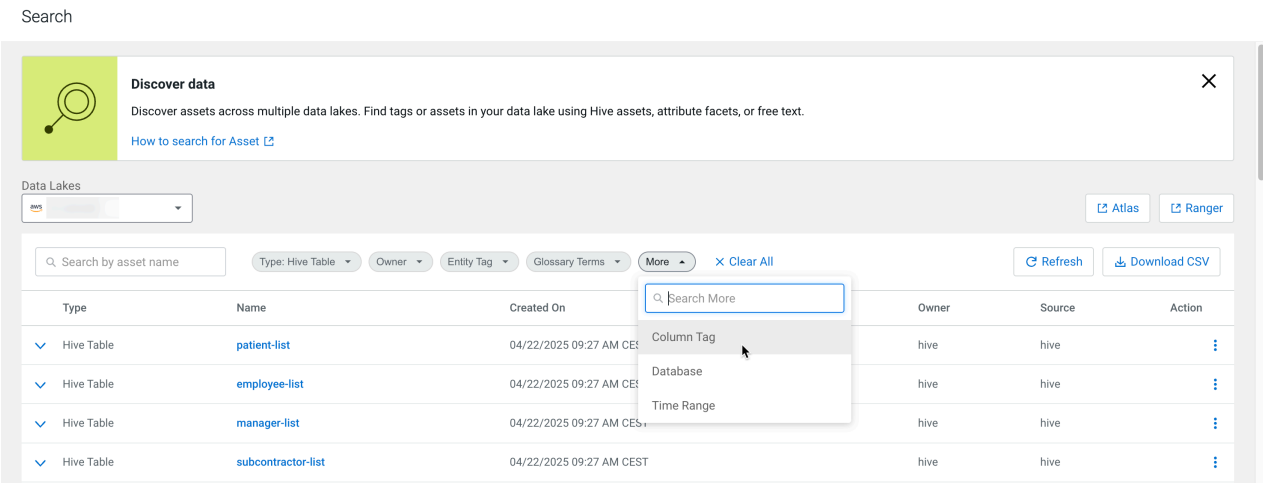 Search
Discover data
Discover assets across multiple data lakes. Find tags or assets in your data lake using Hive assets, attribute facets, or free text.
How to search for Asset
Data Lakes
aws
Atlas Ranger
Search by asset name Type: Hive Table Owner Entity Tag Glossary Terms More Clear All Refresh Download CSV
Search More
Column Tag
Database
Time Range
Type Name Created On Owner Source Action
Hive Table patient-list 04/22/2025 09:27 AM CES hive hive
Hive Table employee-list 04/22/2025 09:27 AM CES hive hive
Hive Table manager-list 04/22/2025 09:27 AM CEST hive hive
Hive Table subcontractor-list 04/22/2025 09:27 AM CEST hive hive